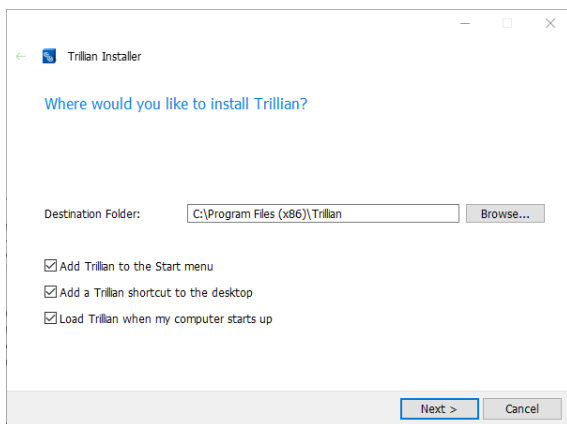 Trillian Installer
Where would you like to install Trillian?
Destination Folder: C:\Program Files (x86)\Trillian Browse...
Add Trillian to the Start menu
Add a Trillian shortcut to the desktop
Load Trillian when my computer starts up
Next > Cancel